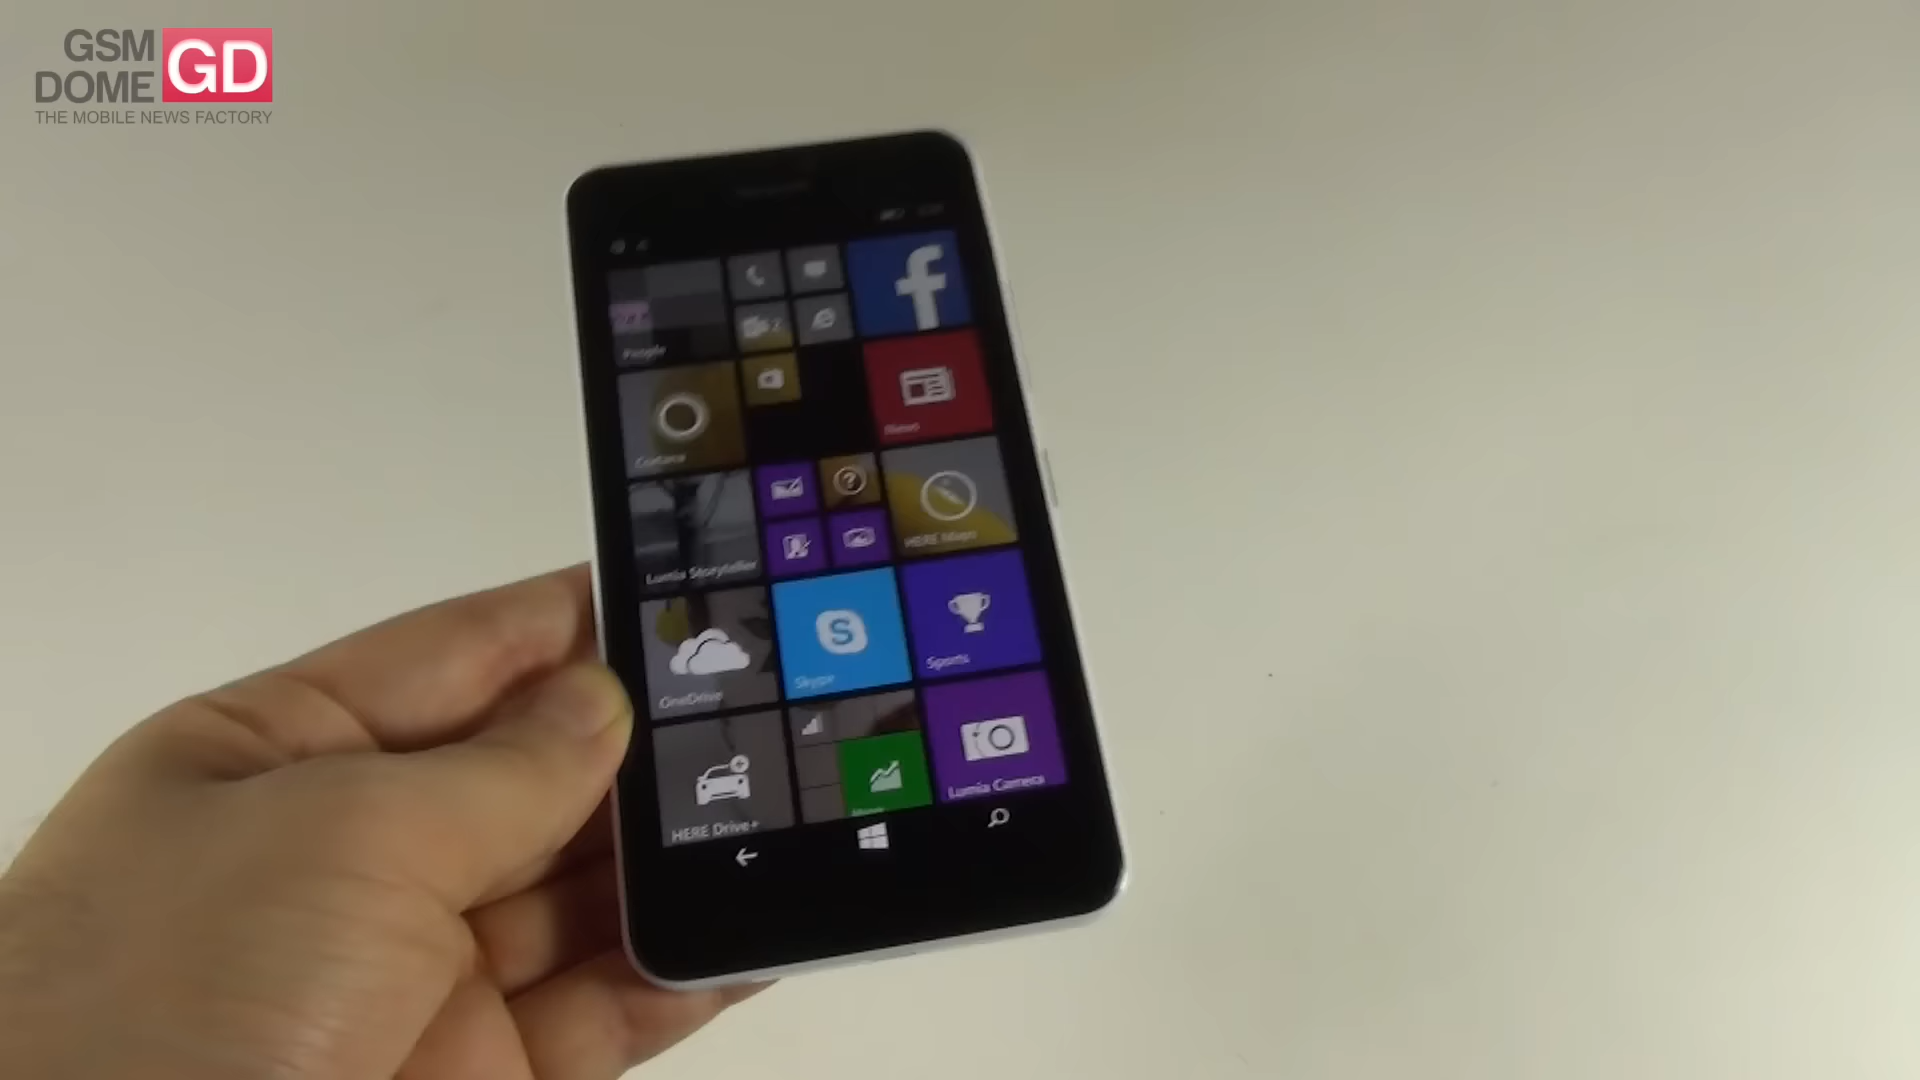 GSM
DOME
GD
THE MOBILE NEWS FACTORY
People
Cortana
News
Lumia Storyteller
HERE Maps
OneDrive
Skype
Sports
HERE Drive+
Lumia Camera